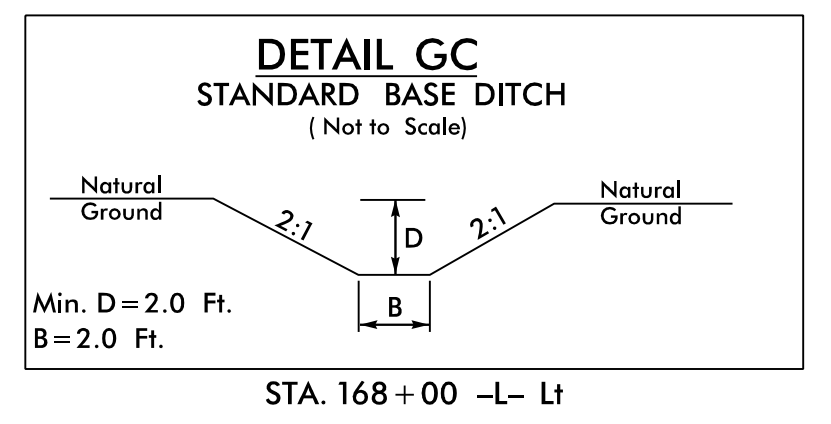 DETAIL GC
STANDARD BASE DITCH
( Not to Scale)
Natural
Ground
2:1
D
2:1
Natural
Ground
B
Min. D=2.0 Ft.
B=2.0 Ft.
STA. 168+00 -L- Lt